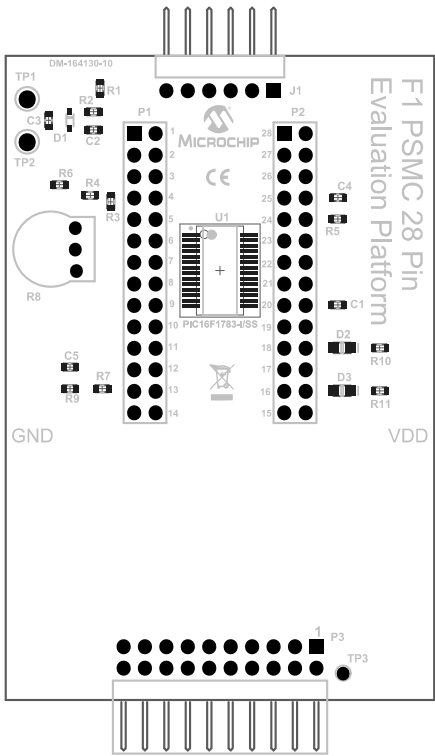 DM-164130-10
TP1
R1
J1
R2
C3
D1
P1
P2
C2
TP2
MICROCHIP
F1 PSMC 28 Pin
Evaluation Platform
1
2
3
4
5
6
7
8
9
10
11
12
13
14
28
27
26
25
24
23
22
21
20
19
18
17
16
15
CE
R6
R4
R3
C4
R5
U1
R8
C1
PIC16F1783-I/SS
D2
R10
C5
R9
R7
D3
R11
GND
VDD
1
P3
TP3